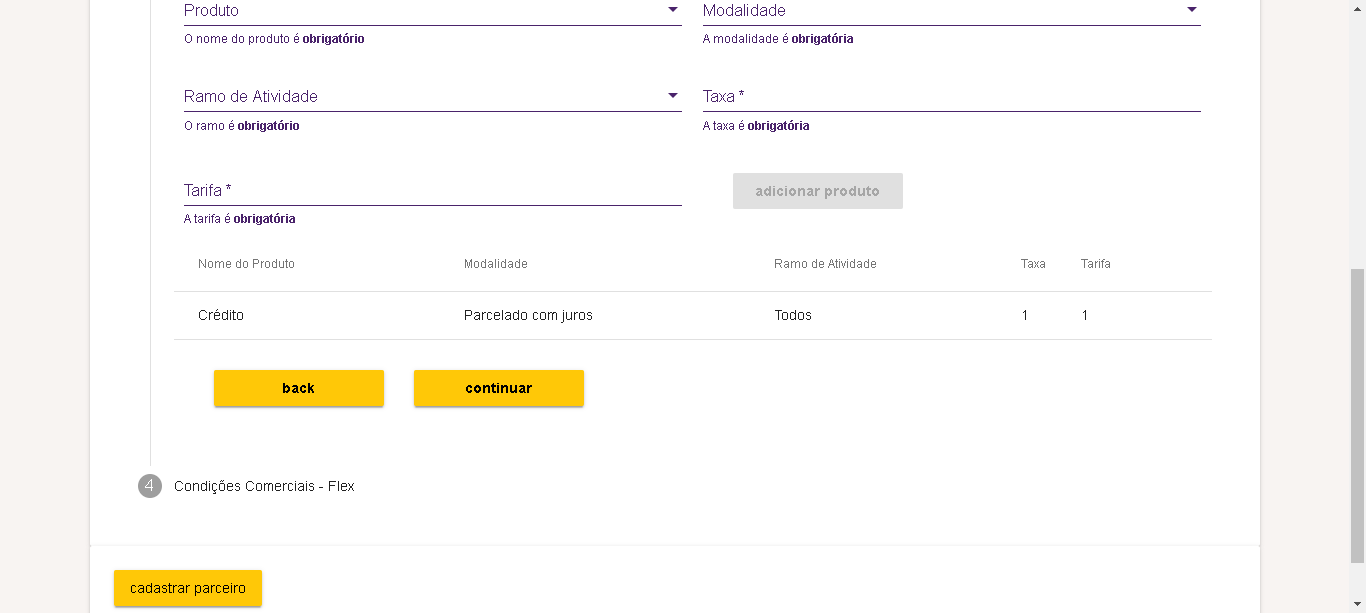 Produto Modalidade
O nome do produto é obrigatório A modalidade é obrigatória
Ramo de Atividade Taxa *
O ramo é obrigatório A taxa é obrigatória
Tarifa * adicionar produto
A tarifa é obrigatória
Nome do Produto Modalidade Ramo de Atividade Taxa Tarifa
Crédito Parcelado com juros Todos 1 1
back continuar
4 Condições Comerciais - Flex
cadastrar parceiro